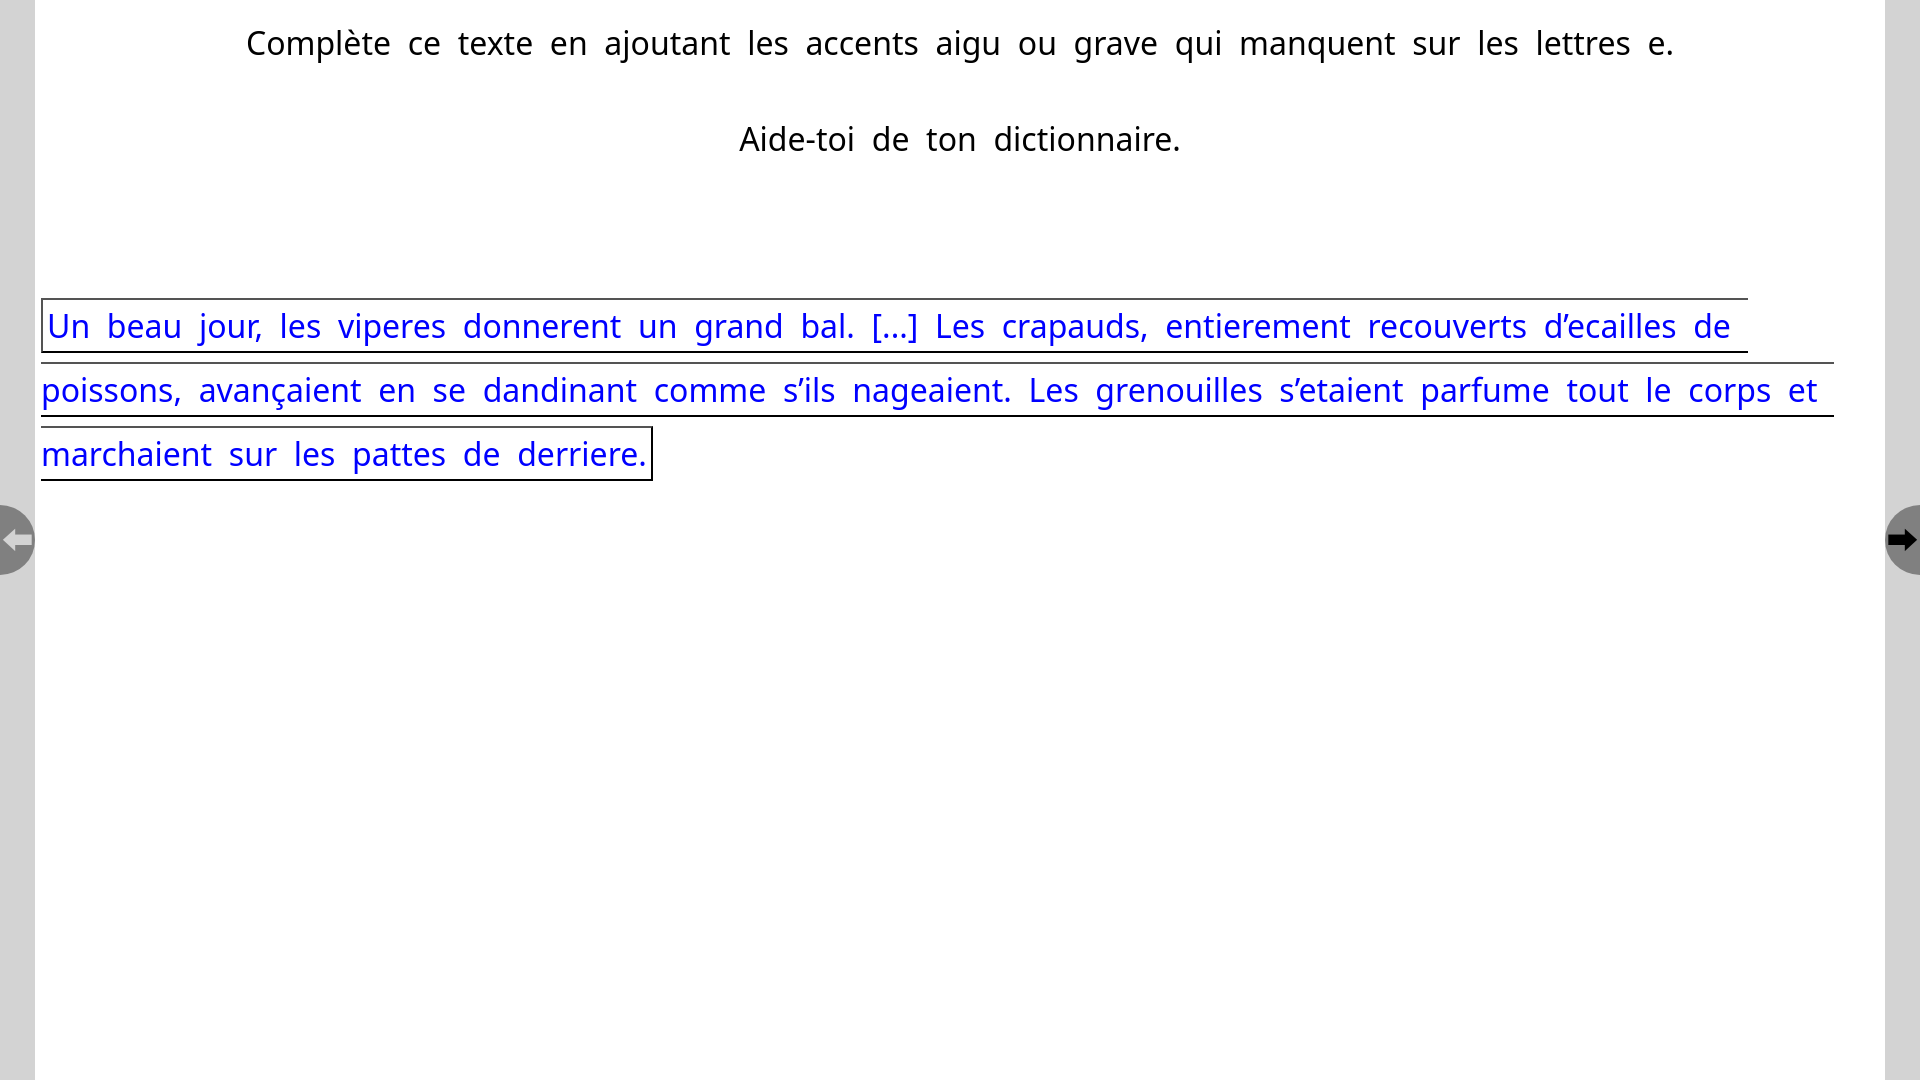 Complète ce texte en ajoutant les accents aigu ou grave qui manquent sur les lettres e.
Aide-toi de ton dictionnaire.
Un beau jour, les viperes donnerent un grand bal. [...] Les crapauds, entierement recouverts d’ecailles de
poissons, avançaient en se dandinant comme s’ils nageaient. Les grenouilles s’etaient parfume tout le corps et
marchaient sur les pattes de derriere.